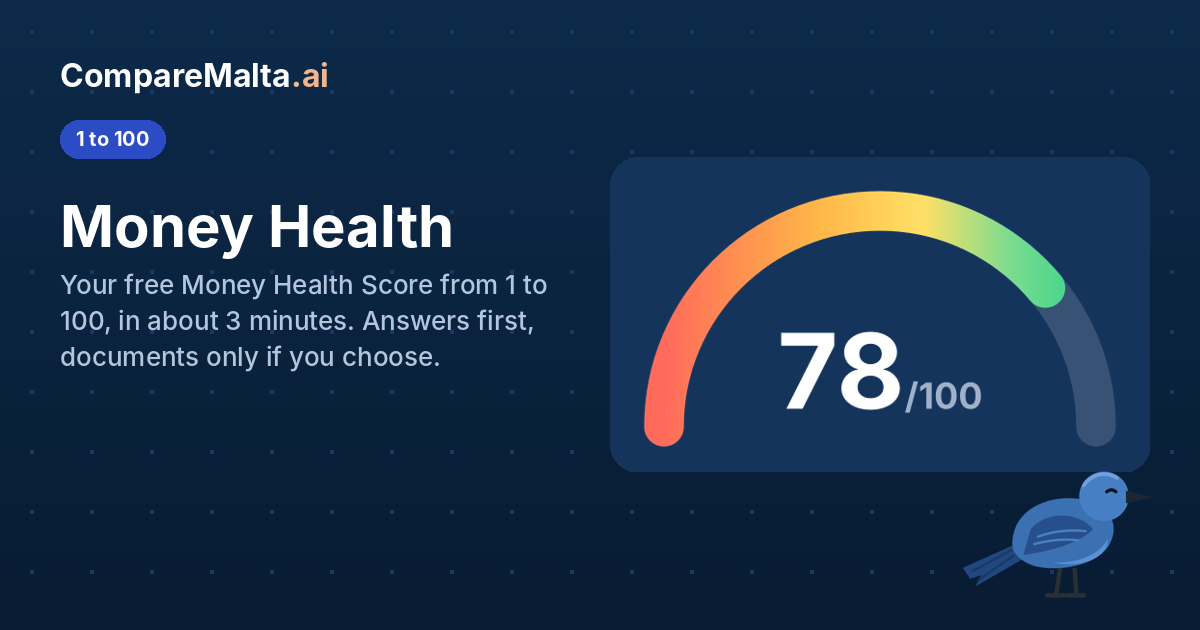 CompareMalta.ai
1 to 100
Money Health
Your free Money Health Score from 1 to
100, in about 3 minutes. Answers first,
documents only if you choose.
78/100